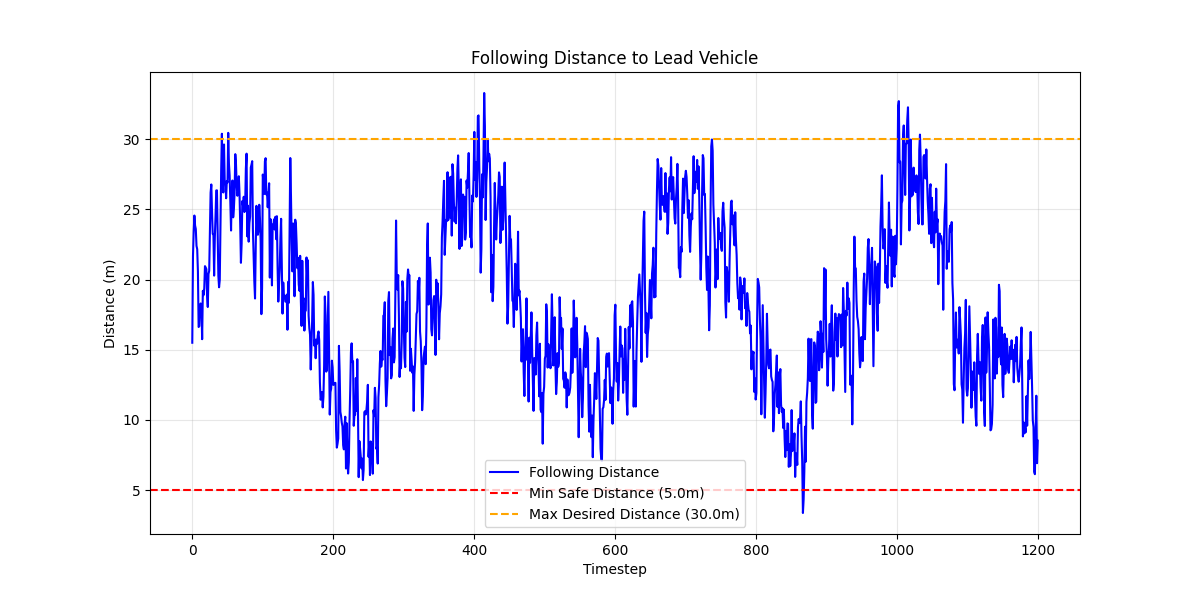 Following Distance to Lead Vehicle
Distance (m)
30
25
20
15
10
5
Following Distance
Min Safe Distance (5.0m)
Max Desired Distance (30.0m)
0 200 400 600 800 1000 1200
Timestep